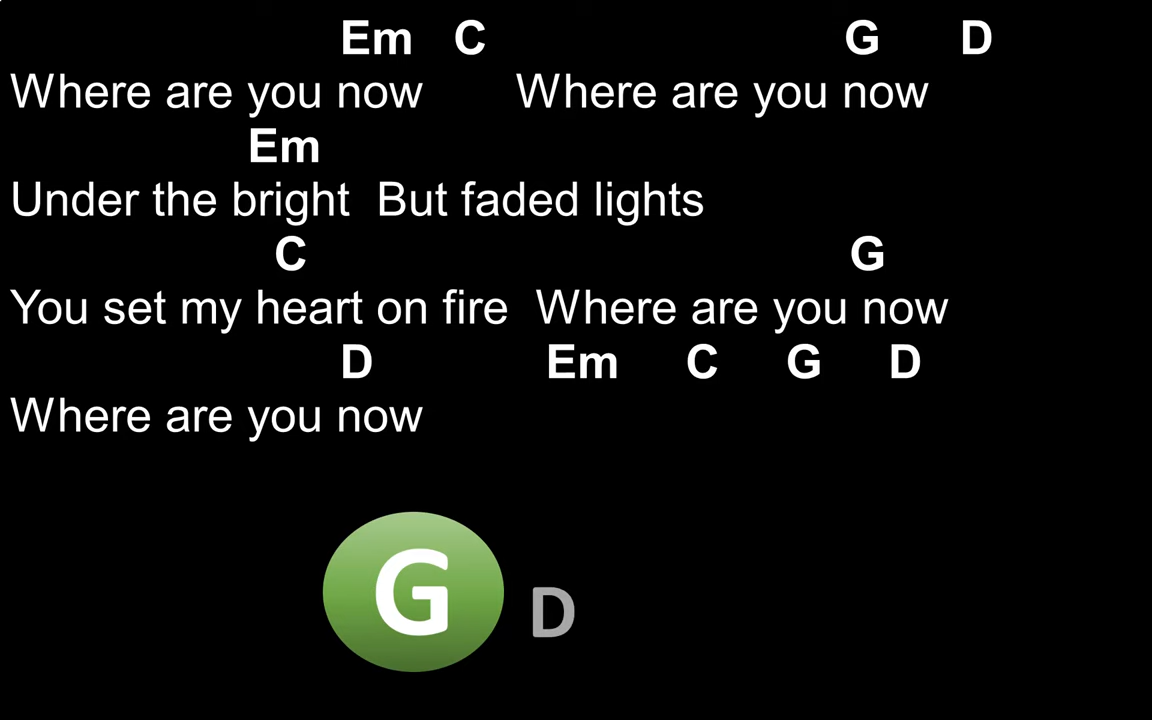 Em C G D
Where are you now Where are you now
Em
Under the bright But faded lights
C G
You set my heart on fire Where are you now
D Em C G D
Where are you now
G D